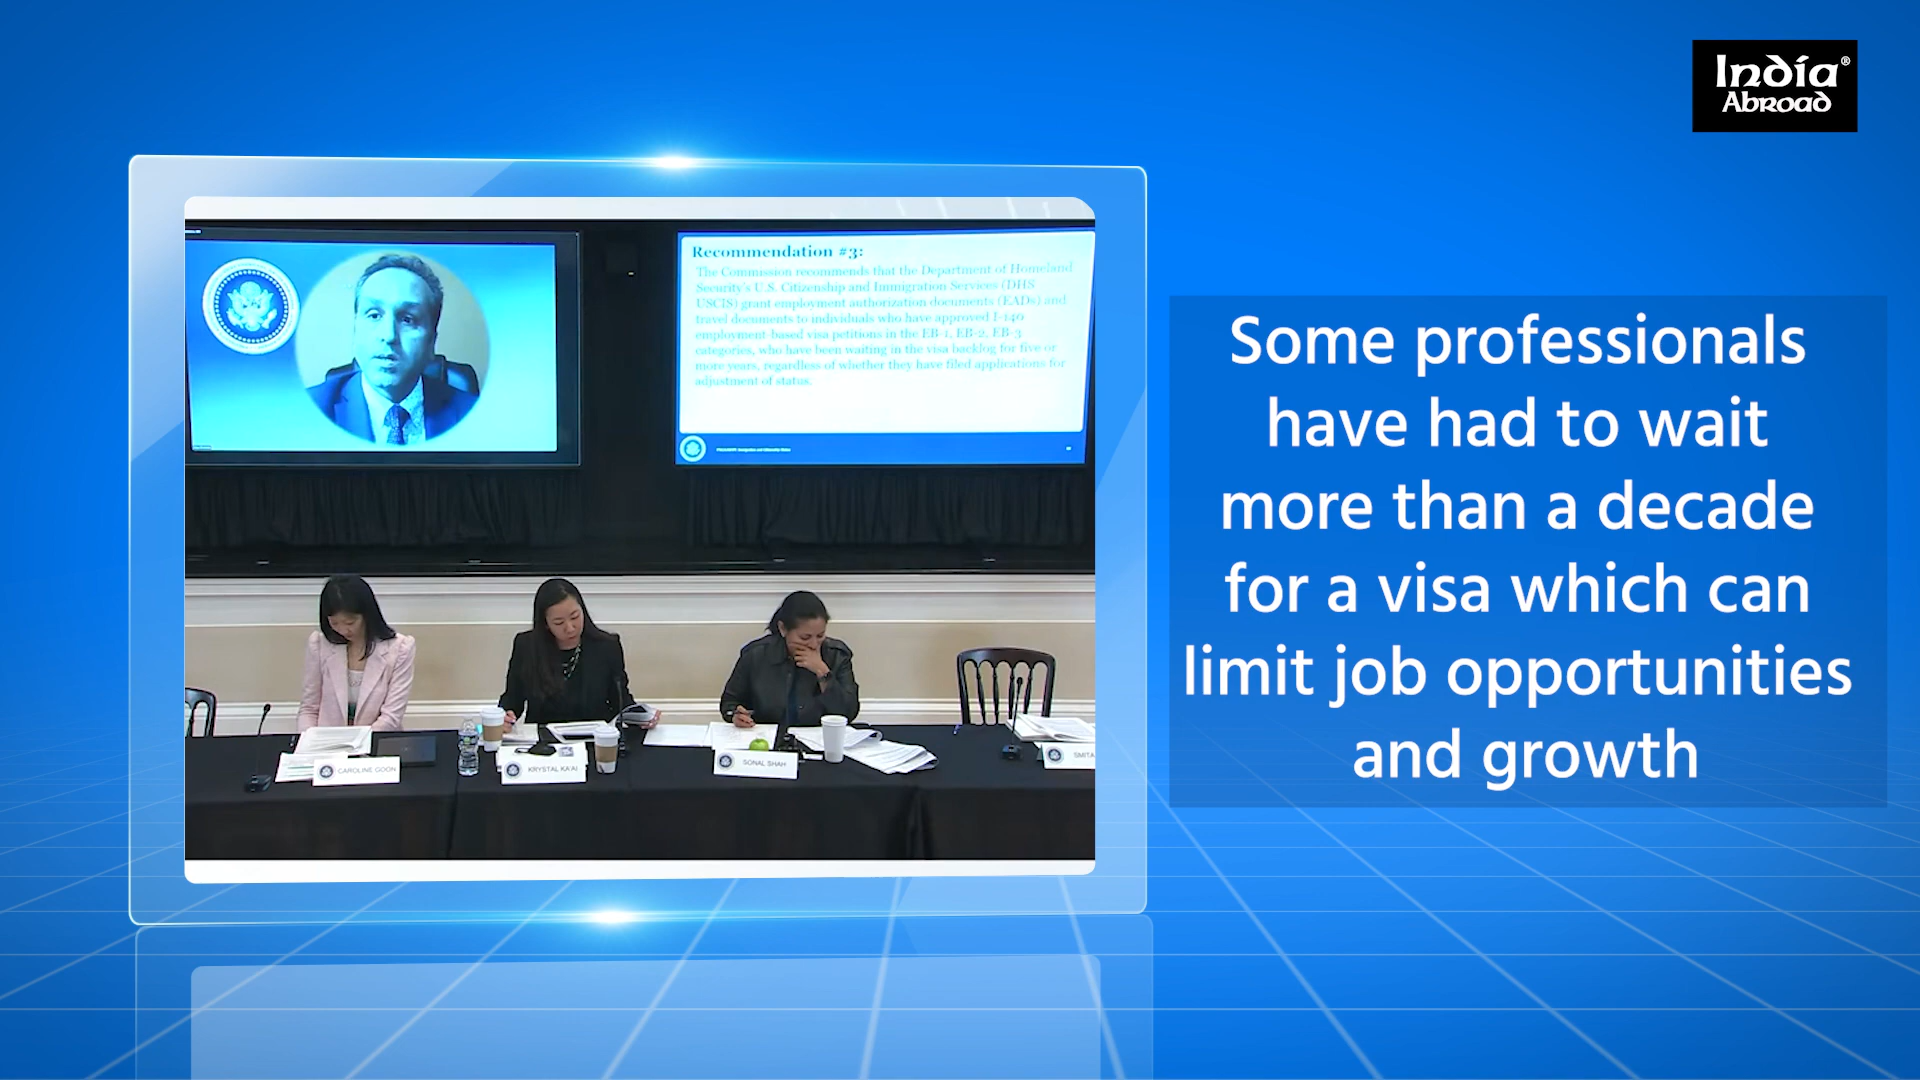 India®
Abroad
Recommendation #3:
The Commission recommends that the Department of Homeland
Security's U.S. Citizenship and Immigration Services (DHS
USCIS) grant employment authorization documents (EADs) and
travel documents to individuals who have approved I-140
employment-based visa petitions in the EB-1, EB-2, EB-3
categories, who have been waiting in the visa backlog for five or
more years, regardless of whether they have filed applications for
adjustment of status.
Some professionals
have had to wait
more than a decade
for a visa which can
limit job opportunities
and growth
CAROLINE GOON
KRYSTAL KA'AI
SONAL SHAH
SMITA